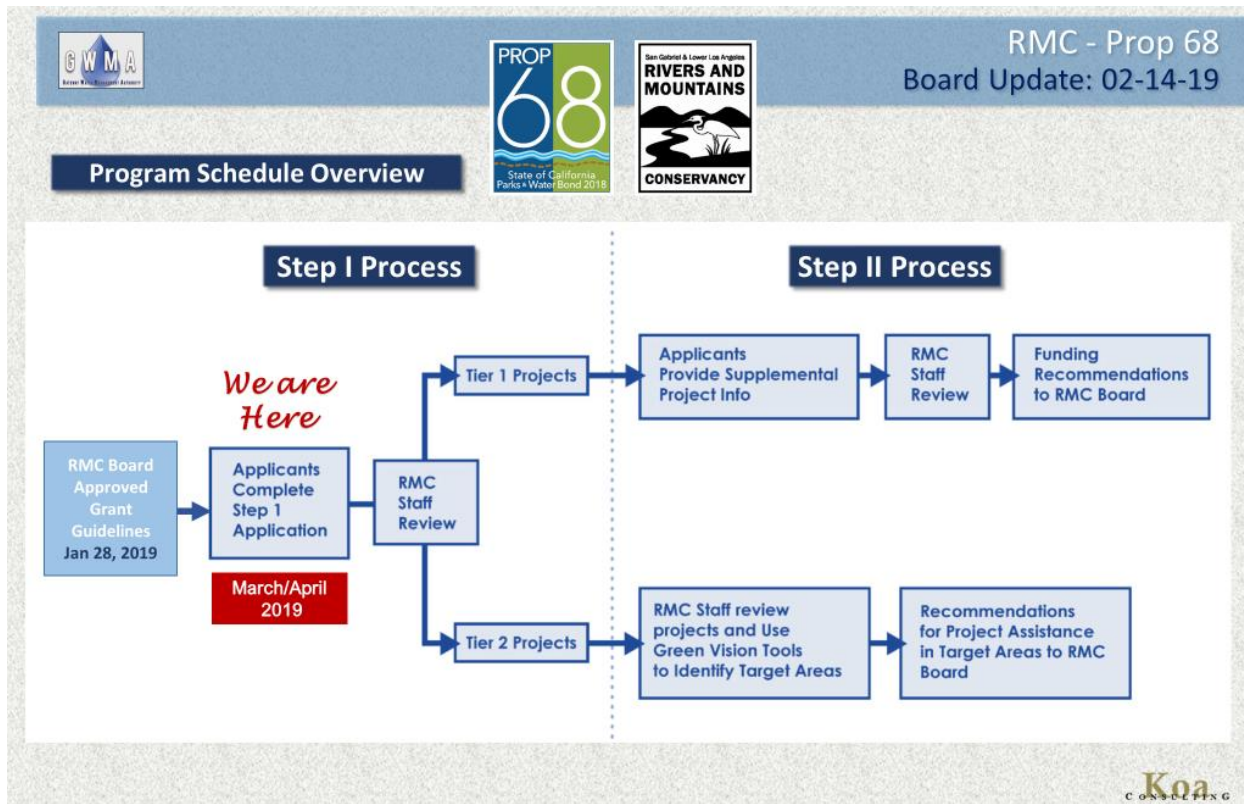 GWMA
RMC - Prop 68
Board Update: 02-14-19
PROP
68
State of California
Parks & Water Bond 2018
San Gabriel & Lower Los Angeles
RIVERS AND
MOUNTAINS
CONSERVANCY
Program Schedule Overview
Step I Process
Step II Process
We are
Here
RMC Board
Approved
Grant
Guidelines
Jan 28, 2019
Applicants
Complete
Step 1
Application
March/April
2019
RMC
Staff
Review
Tier 1 Projects
Applicants
Provide Supplemental
Project Info
RMC
Staff
Review
Funding
Recommendations
to RMC Board
Tier 2 Projects
RMC Staff review
projects and Use
Green Vision Tools
to Identify Target Areas
Recommendations
for Project Assistance
in Target Areas to RMC
Board
Koa
CONSULTING